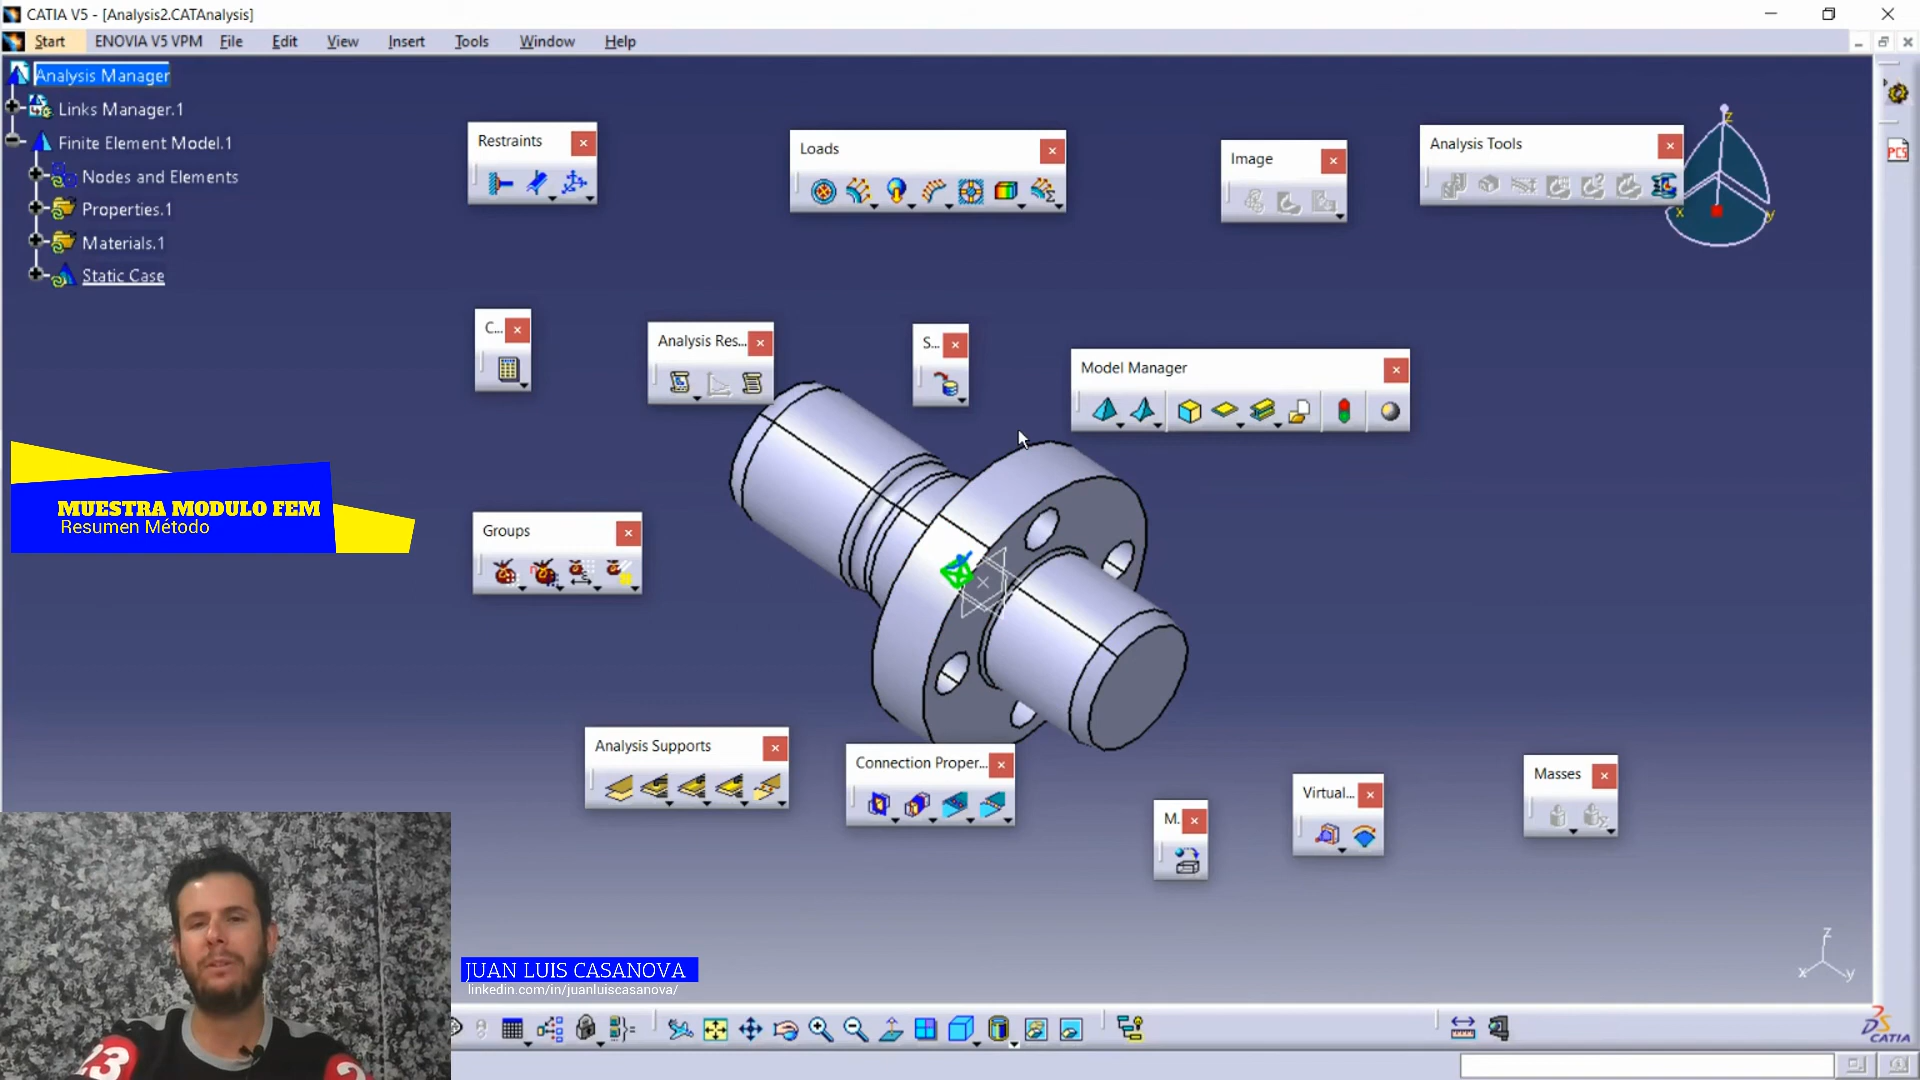 CATIA V5 - [Analysis2.CATAnalysis]
Start ENOVIA V5 VPM File Edit View Insert Tools Window Help
Analysis Manager
Links Manager.1
Finite Element Model.1
Nodes and Elements
Properties.1
Materials.1
Static Case
Restraints
Loads
Image
Analysis Tools
z
x
y
C...
Analysis Res...
S...
Model Manager
MUESTRA MODULO FEM
Resumen Método
Groups
Analysis Supports
Connection Proper...
M.
Virtual...
Masses
z
x
y
JUAN LUIS CASANOVA
linkedin.com/in/juanluiscasanova/
23
2
CATIA